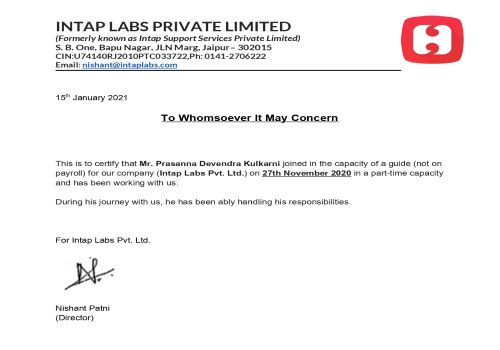 INTAP LABS PRIVATE LIMITED
(Formerly known as Intap Support Services Private Limited)
S. B. One, Bapu Nagar, JLN Marg, Jaipur – 302015
CIN:U74140RJ2010PTC033722,Ph: 0141-2706222
Email: nishant@intaplabs.com
15th January 2021
To Whomsoever It May Concern
This is to certify that Mr. Prasanna Devendra Kulkarni joined in the capacity of a guide (not on
payroll) for our company (Intap Labs Pvt. Ltd.) on 27th November 2020 in a part-time capacity
and has been working with us.
During his journey with us, he has been ably handling his responsibilities.
For Intap Labs Pvt. Ltd.
Nishant Patni
(Director)